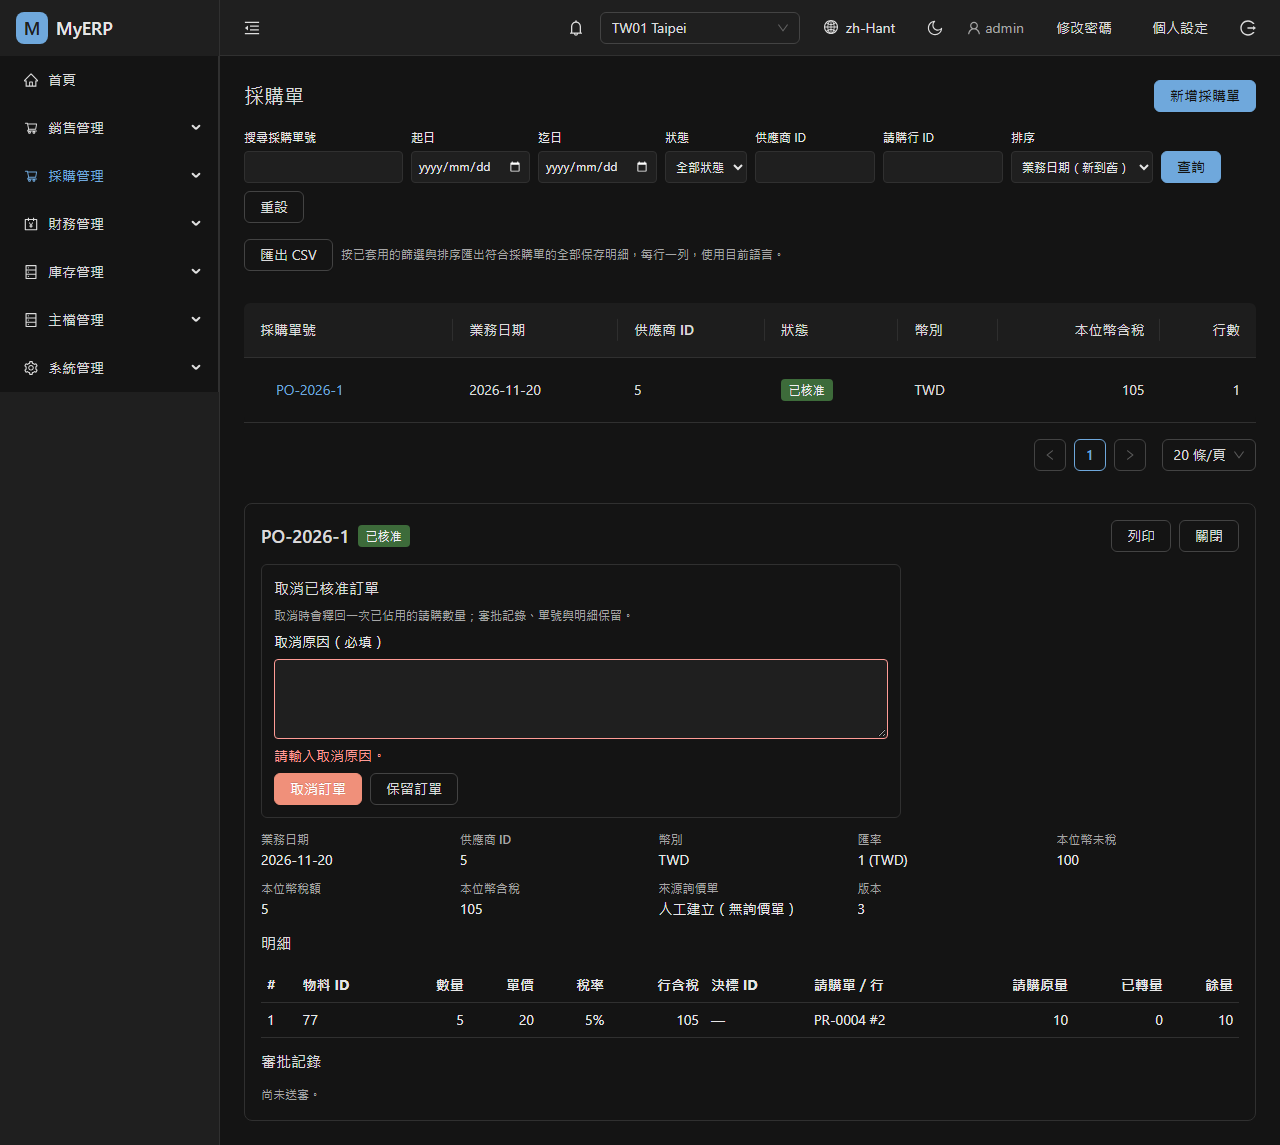 M MyERP
TW01 Taipei
zh-Hant
admin
修改密碼
個人設定
首頁
銷售管理
採購管理
財務管理
庫存管理
主檔管理
系統管理
採購單
新增採購單
搜尋採購單號 起日 迄日 狀態 供應商 ID 請購行 ID 排序
yyyy/mm/dd yyyy/mm/dd 全部狀態 業務日期（新到舊） 查詢
重設
匯出 CSV 按已套用的篩選與排序匯出符合採購單的全部保存明細，每行一列，使用目前語言。
採購單號 業務日期 供應商 ID 狀態 幣別 本位幣含稅 行數
PO-2026-1 2026-11-20 5 已核准 TWD 105 1
1 20 條/頁
PO-2026-1 已核准 列印 關閉
取消已核准訂單
取消時會釋回一次已佔用的請購數量；審批記錄、單號與明細保留。
取消原因（必填）
請輸入取消原因。
取消訂單 保留訂單
業務日期 供應商 ID 幣別 匯率 本位幣未稅
2026-11-20 5 TWD 1 (TWD) 100
本位幣稅額 本位幣含稅 來源詢價單 版本
5 105 人工建立（無詢價單） 3
明細
# 物料 ID 數量 單價 稅率 行含稅 決標 ID 請購單 / 行 請購原量 已轉量 餘量
1 77 5 20 5% 105 — PR-0004 #2 10 0 10
審批記錄
尚未送審。